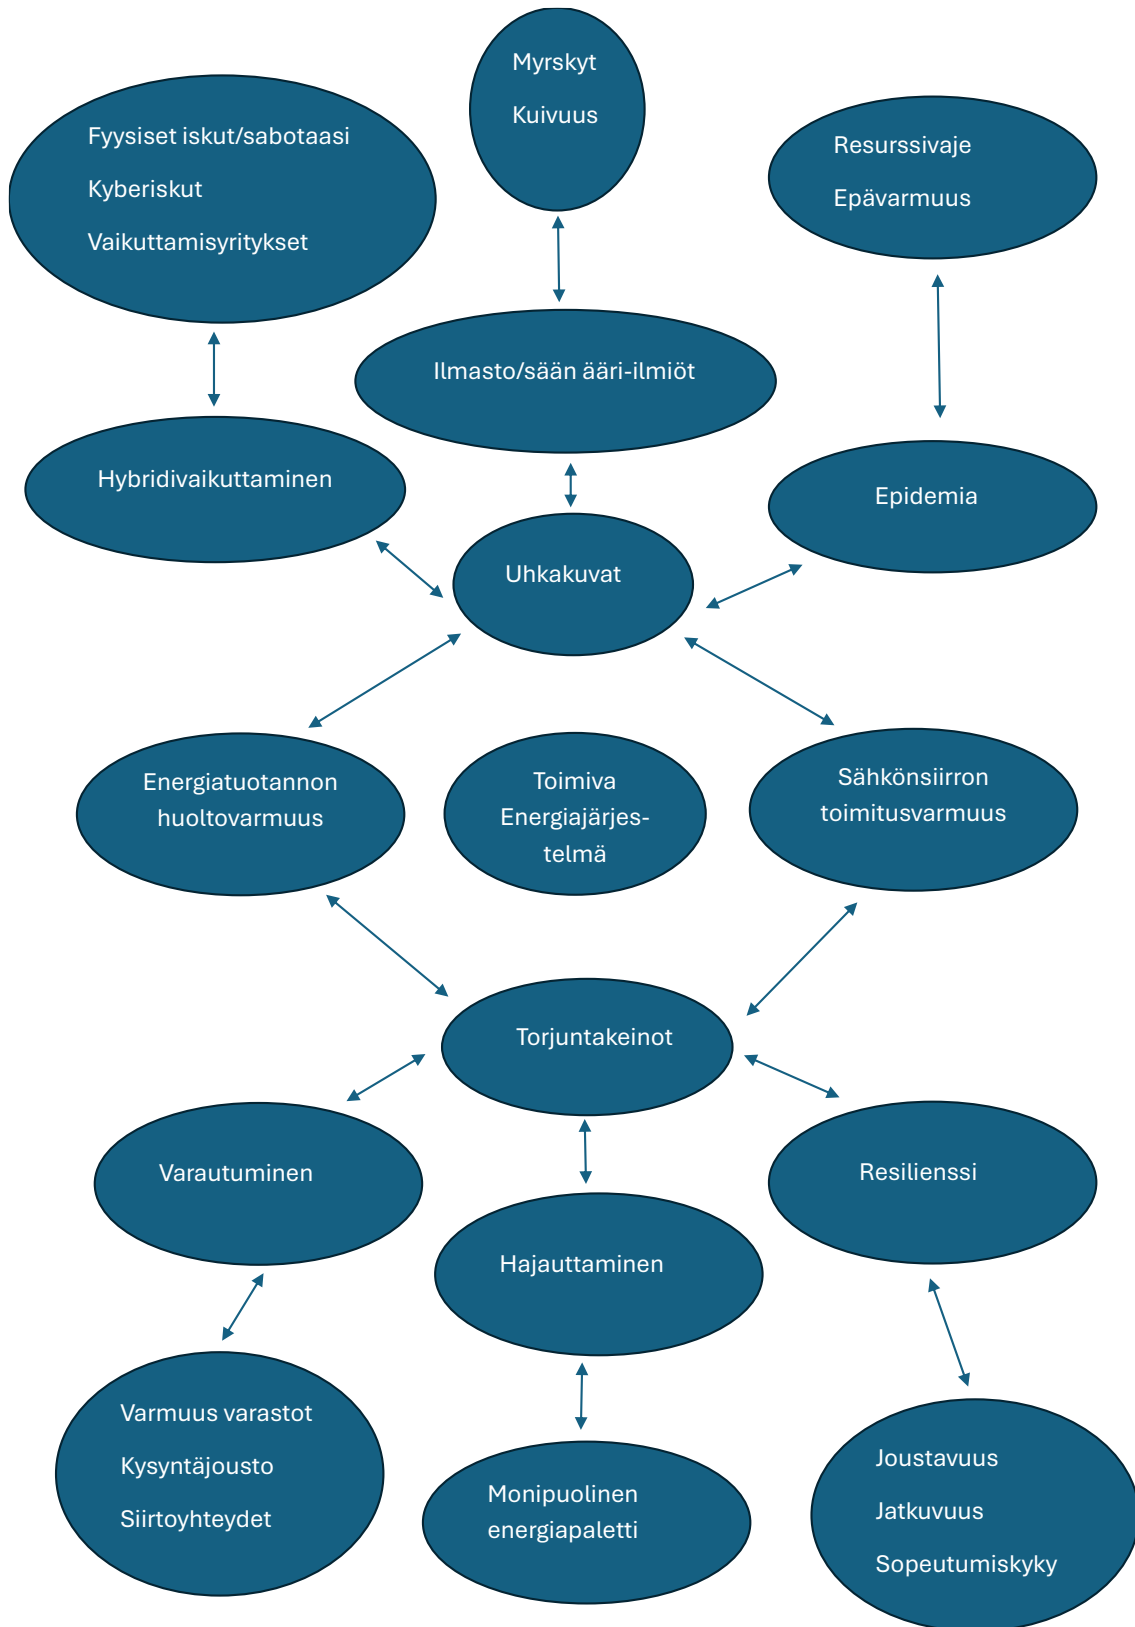 Myrskyt
Kuivuus
Fyysiset iskut/sabotaasi
Kyberiskut
Vaikuttamisyritykset
Resurssivaje
Epävarmuus
Ilmasto/sään ääri-ilmiöt
Hybridivaikuttaminen
Epidemia
Uhkakuvat
Energiatuotannon
huoltovarmuus
Toimiva
Energiajärjes-
telmä
Sähkönsiirron
toimitusvarmuus
Torjuntakeinot
Varautuminen
Resilienssi
Hajauttaminen
Varmuus varastot
Kysyntäjousto
Siirtoyhteydet
Monipuolinen
energiapaletti
Joustavuus
Jatkuvuus
Sopeutumiskyky